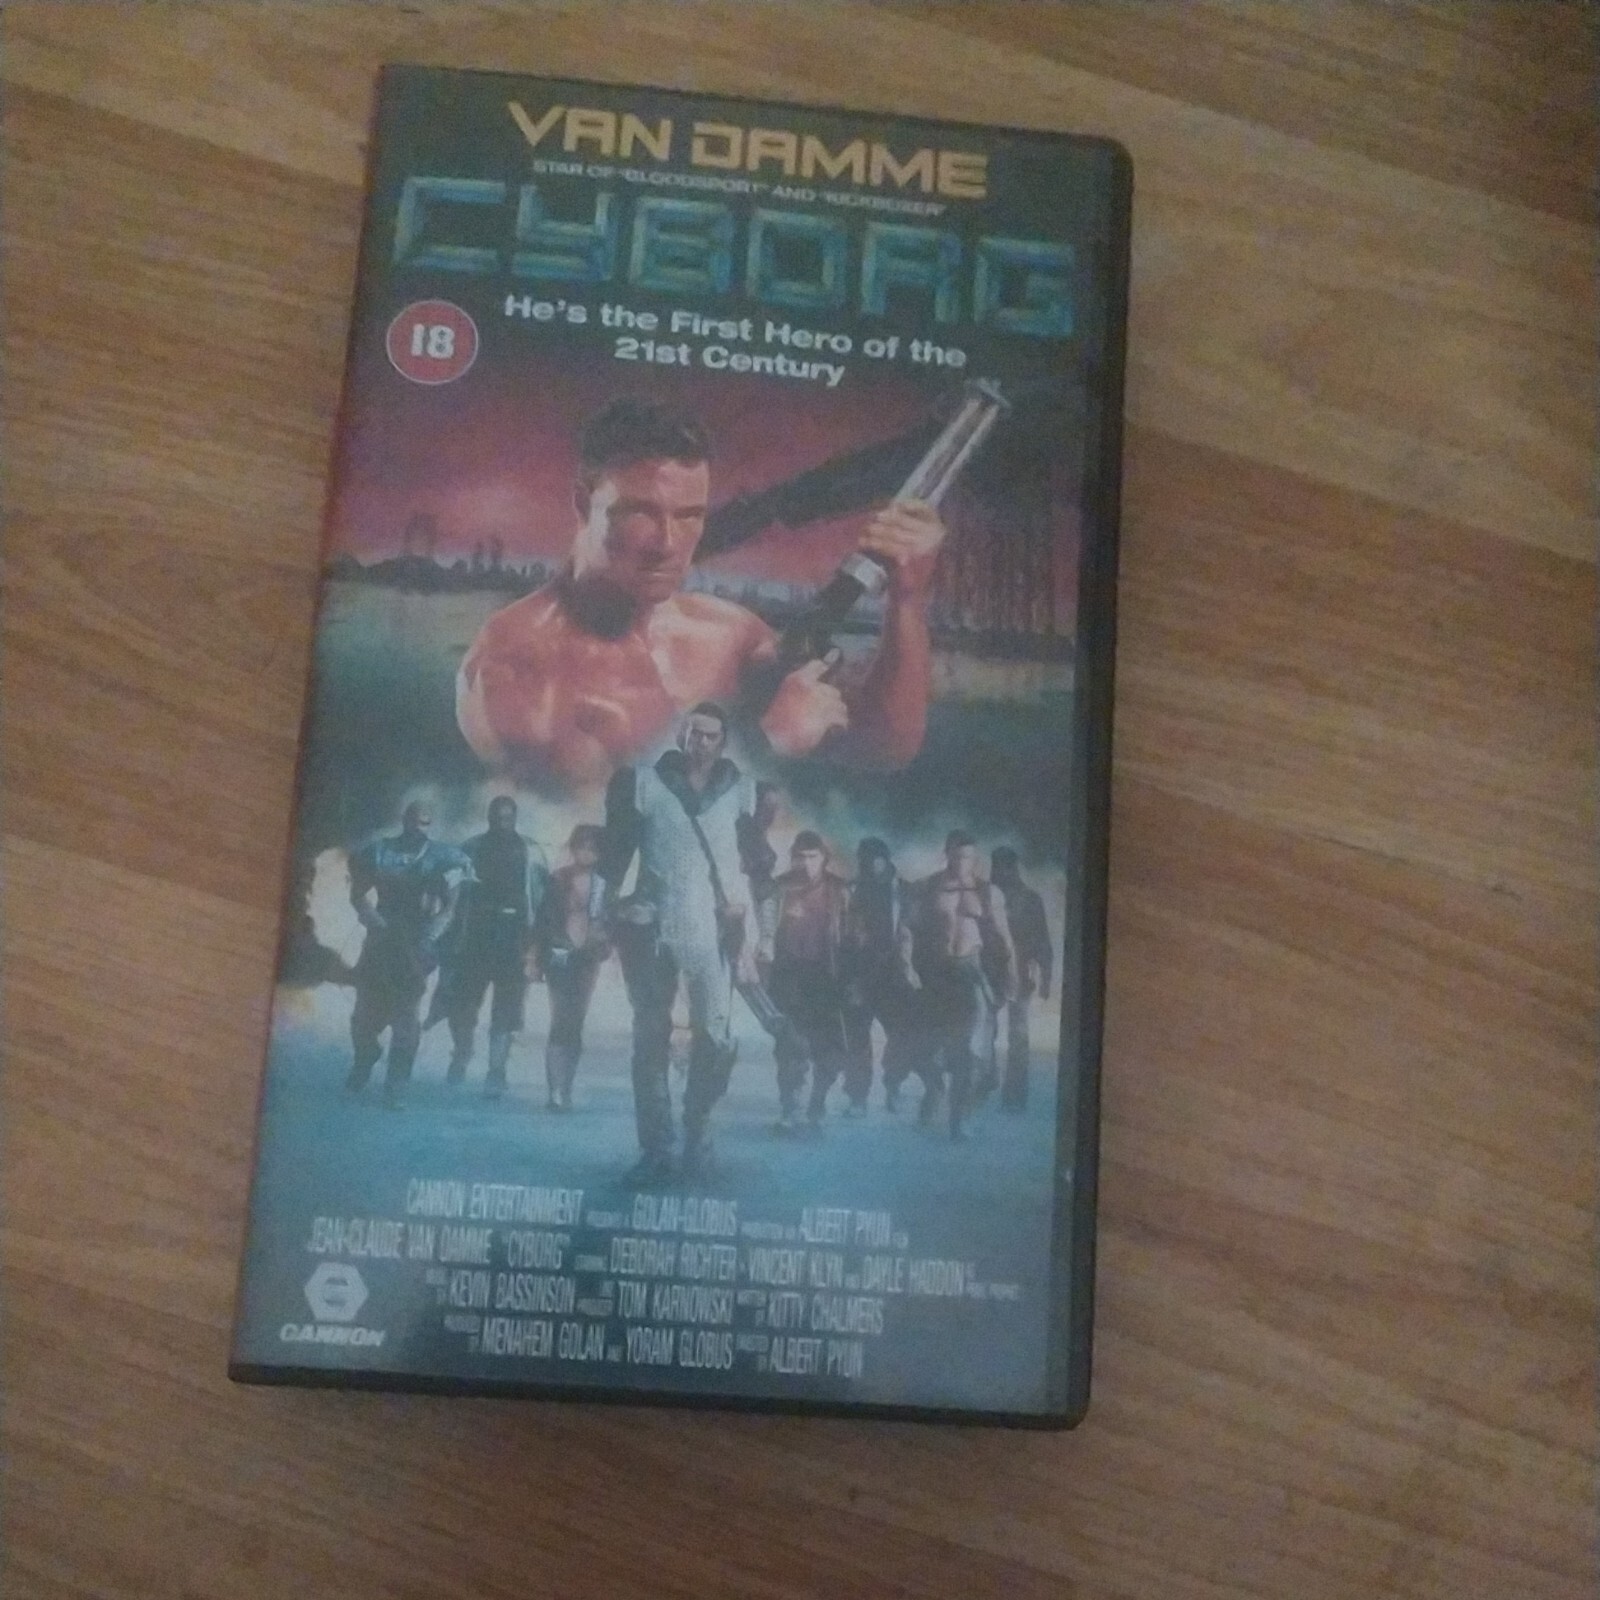 VAN DAMME
STAR OF "BLOODSPORT" AND "KICKBOXER"
CYBORG
18
He's the First Hero of the
21st Century
CANNON ENTERTAINMENT GOLAN-GLOBUS ALBERT PYUN
JEAN-CLAUDE VAN DAMME "CYBORG" DEBORAH RICHTER VINCENT KLYN AND DAYLE HADDON
KEVIN BASSINSON TOM KARNOWSKI KITTY CHALMERS
MENAHEM GOLAN AND YORAM GLOBUS ALBERT PYUN
CANNON